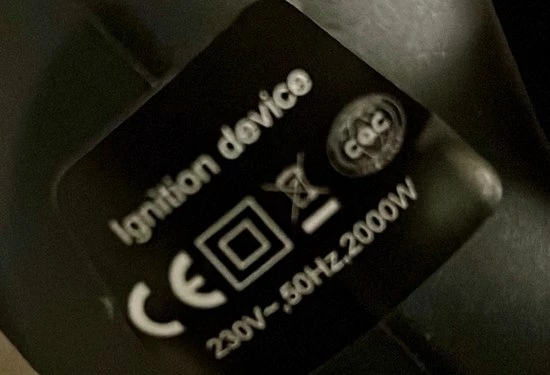 Ignition device
CQC
CE
230V~,50Hz,2000W